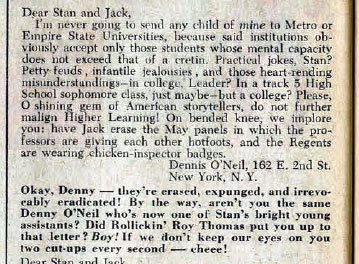 Dear Stan and Jack,
I'm never going to send any child of mine to Metro or
Empire State Universities, because said institutions ob-
viously accept only those students whose mental capacity
does not exceed that of a cretin. Practical jokes, Stan?
Petty feuds, infantile jealousies, and those heart-rending
misunderstandings—in college, Leader? In a track 5 High
School sophomore class, just maybe—but a college? Please,
O shining gem of American storytellers, do not further
malign Higher Learning! On bended knee, we implore
you: have Jack erase the May panels in which the pro-
fessors are giving each other hotfoots, and the Regents
are wearing chicken-inspector badges.
Dennis O'Neil, 162 E. 2nd St.
New York, N. Y.
Okay, Denny — they're erased, expunged, and irrevo-
cably eradicated! By the way, aren't you the same
Denny O'Neil who's now one of Stan's bright young
assistants? Did Rollickin' Roy Thomas put you up to
that letter? Boy! If we don't keep our eyes on you
two cut-ups every second — cheee!
Dear Stan and Jack,